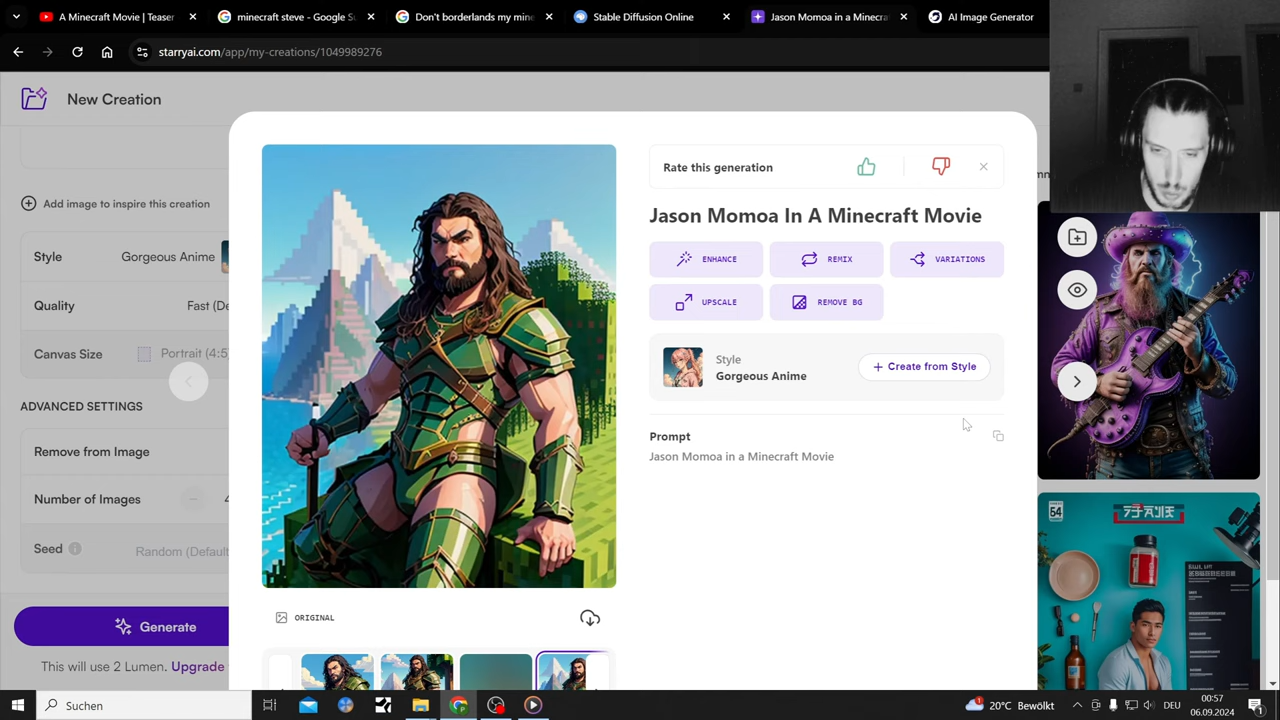 A Minecraft Movie | Teaser
minecraft steve - Google Su
Don't borderlands my mine
Stable Diffusion Online
Jason Momoa in a Minecra
AI Image Generator
starryai.com/app/my-creations/1049989276
New Creation
Add image to inspire this creation
Style
Gorgeous Anime
Quality
Fast (De
Canvas Size
Portrait (4:5
ADVANCED SETTINGS
Remove from Image
Number of Images
4
Seed
Random (Default
Generate
This will use 2 Lumen. Upgrade
Rate this generation
Jason Momoa In A Minecraft Movie
ENHANCE
REMIX
VARIATIONS
UPSCALE
REMOVE BG
Style
Gorgeous Anime
+ Create from Style
Prompt
Jason Momoa in a Minecraft Movie
ORIGINAL
64
Suchen
20°C Bewölkt
DEU
00:57
06.09.2024